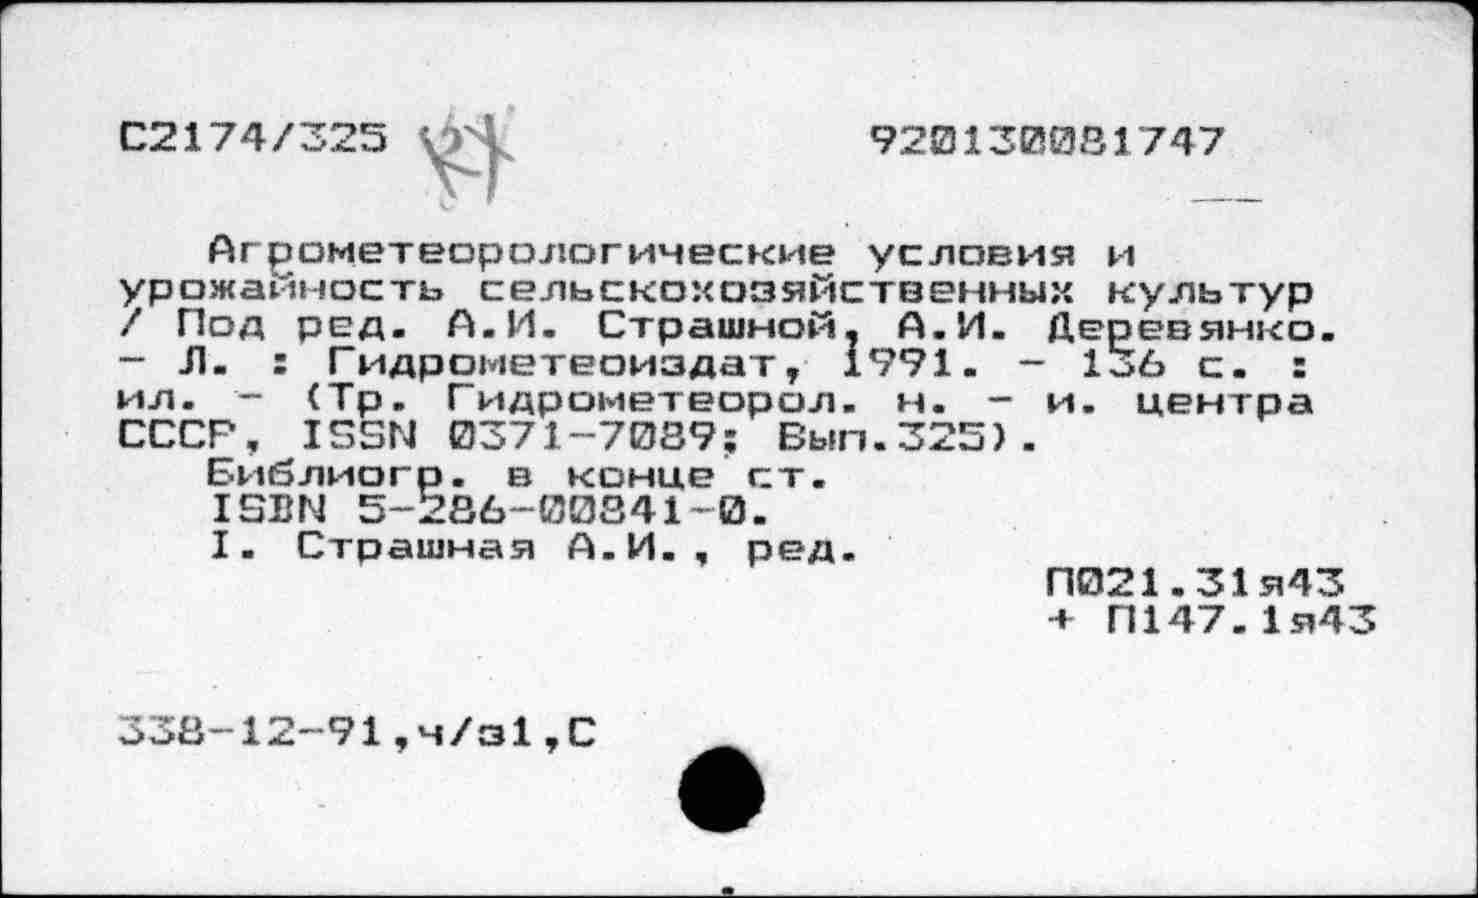 С2174/325 920130081747
Агрометеорологические условия и
урожайность сельскохозяйственных культур
/ Под ред. А.И. Страшной, А.И. Деревянко.
- Л. : Гидрометеоиздат, 1991. - 136 с. :
ил. - (Тр. Гидрометеорол. н. - и. центра
СССР, ISSN 0371-7089; Вып.325).
Библиогр. в конце ст.
ISBN 5-286-00841-0.
I. Страшная А.И., ред.
П021.31я43
+ П147.1я43
338-12-91,ч/з1,С